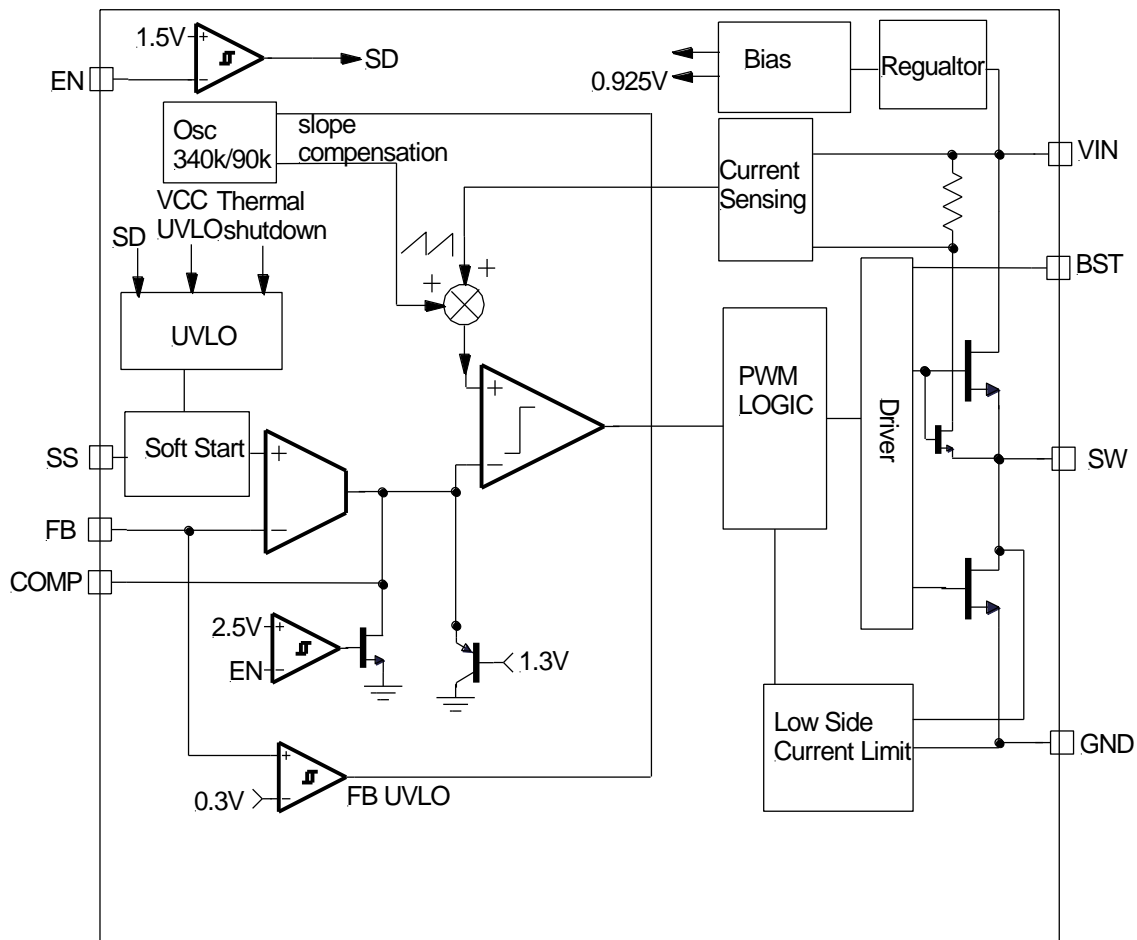 1.5V
+
−
SD
EN
Bias
0.925V
Regualtor
Osc
340k/90k
slope
compensation
VIN
Current
Sensing
VCC
UVLO
Thermal
shutdown
SD
+
+
BST
UVLO
PWM
LOGIC
Driver
+
−
Soft Start
SS
+
−
SW
FB
COMP
2.5V
+
EN
−
1.3V
Low Side
Current Limit
GND
+
0.3V
−
FB UVLO